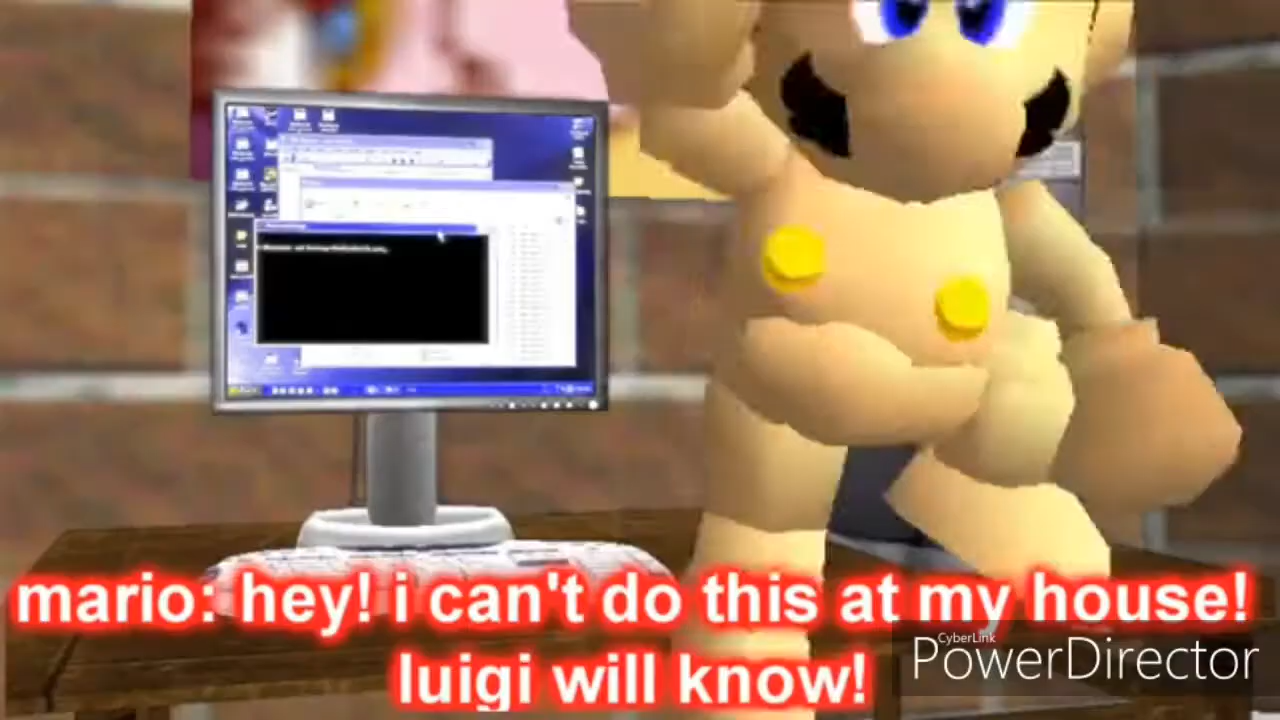 mario: hey! i can't do this at my house!
luigi will know!
CyberLink
PowerDirector